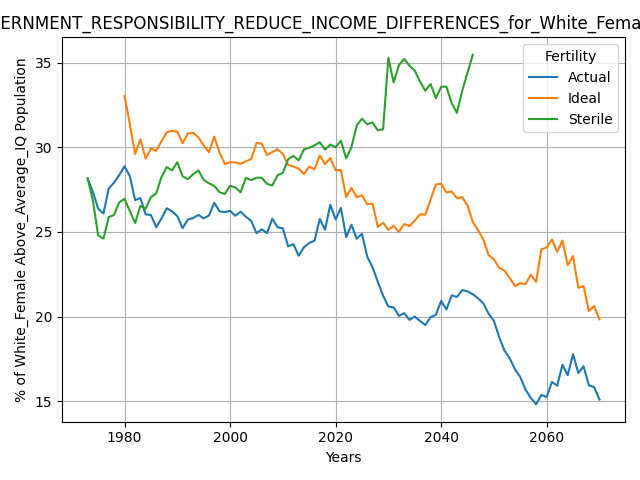 ERNMENT_RESPONSIBILITY_REDUCE_INCOME_DIFFERENCES_for_White_Fema
% of White_Female Above_Average_IQ Population
35
30
25
20
15
1980
2000
2020
2040
2060
Years
Fertility
Actual
Ideal
Sterile